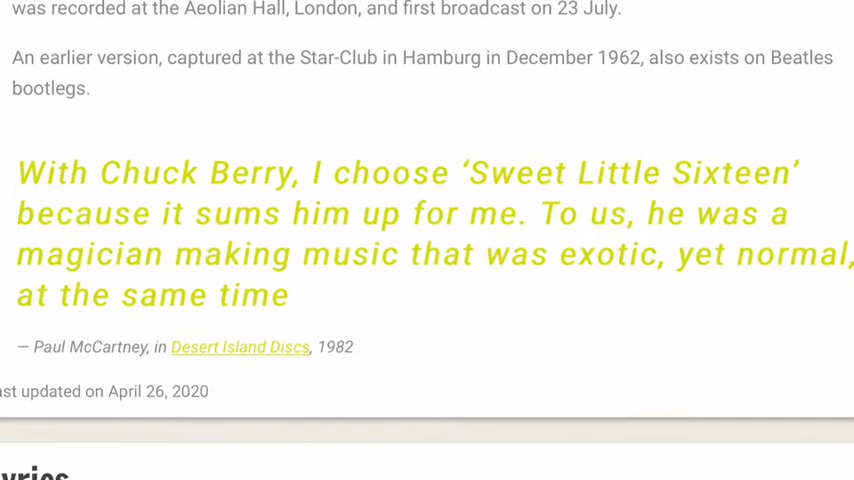 was recorded at the Aeolian Hall, London, and first broadcast on 23 July.
An earlier version, captured at the Star-Club in Hamburg in December 1962, also exists on Beatles
bootlegs.
With Chuck Berry, I choose ‘Sweet Little Sixteen’
because it sums him up for me. To us, he was a
magician making music that was exotic, yet normal,
at the same time
— Paul McCartney, in Desert Island Discs, 1982
ast updated on April 26, 2020
yrics